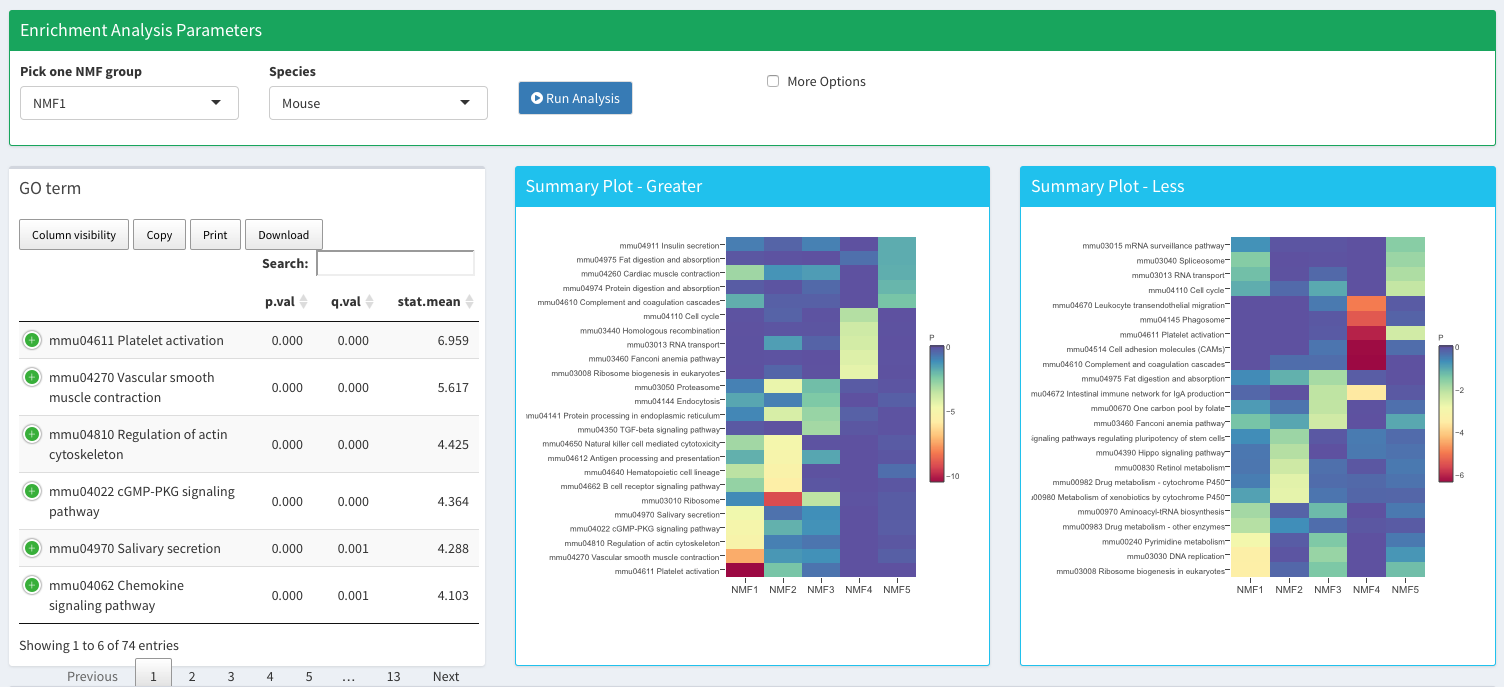 Enrichment Analysis Parameters
Pick one NMF group
Species
NMF1
Mouse
Run Analysis
More Options
GO term
Column visibility
Copy
Print
Download
Search:
p.val
q.val
stat.mean
mmu04611 Platelet activation 0.000 0.000 6.959
mmu04270 Vascular smooth
muscle contraction 0.000 0.000 5.617
mmu04810 Regulation of actin
cytoskeleton 0.000 0.000 4.425
mmu04022 cGMP-PKG signaling
pathway 0.000 0.000 4.364
mmu04970 Salivary secretion 0.000 0.001 4.288
mmu04062 Chemokine
signaling pathway 0.000 0.001 4.103
Showing 1 to 6 of 74 entries
Previous 1 2 3 4 5 … 13 Next
Summary Plot - Greater
mmu04911 Insulin secretion
mmu04975 Fat digestion and absorption
mmu04260 Cardiac muscle contraction
mmu04974 Protein digestion and absorption
mmu04610 Complement and coagulation cascades
mmu04110 Cell cycle
mmu03440 Homologous recombination
mmu03013 RNA transport
mmu03460 Fanconi anemia pathway
mmu03008 Ribosome biogenesis in eukaryotes
mmu03050 Proteasome
mmu04144 Endocytosis
mmu04141 Protein processing in endoplasmic reticulum
mmu04350 TGF-beta signaling pathway
mmu04650 Natural killer cell mediated cytotoxicity
mmu04612 Antigen processing and presentation
mmu04640 Hematopoietic cell lineage
mmu04662 B cell receptor signaling pathway
mmu03010 Ribosome
mmu04970 Salivary secretion
mmu04022 cGMP-PKG signaling pathway
mmu04810 Regulation of actin cytoskeleton
mmu04270 Vascular smooth muscle contraction
mmu04611 Platelet activation
NMF1 NMF2 NMF3 NMF4 NMF5
P
0
−5
−10
Summary Plot - Less
mmu03015 mRNA surveillance pathway
mmu03040 Spliceosome
mmu03013 RNA transport
mmu04110 Cell cycle
mmu04670 Leukocyte transendothelial migration
mmu04145 Phagosome
mmu04611 Platelet activation
mmu04514 Cell adhesion molecules (CAMs)
mmu04610 Complement and coagulation cascades
mmu04975 Fat digestion and absorption
mu04672 Intestinal immune network for IgA production
mmu00670 One carbon pool by folate
mmu03460 Fanconi anemia pathway
ignaling pathways regulating pluripotency of stem cells
mmu04390 Hippo signaling pathway
mmu00830 Retinol metabolism
mmu00982 Drug metabolism - cytochrome P450
u00980 Metabolism of xenobiotics by cytochrome P450
mmu00970 Aminoacyl-tRNA biosynthesis
mmu00983 Drug metabolism - other enzymes
mmu00240 Pyrimidine metabolism
mmu03030 DNA replication
mmu03008 Ribosome biogenesis in eukaryotes
NMF1 NMF2 NMF3 NMF4 NMF5
P
0
−2
−4
−6